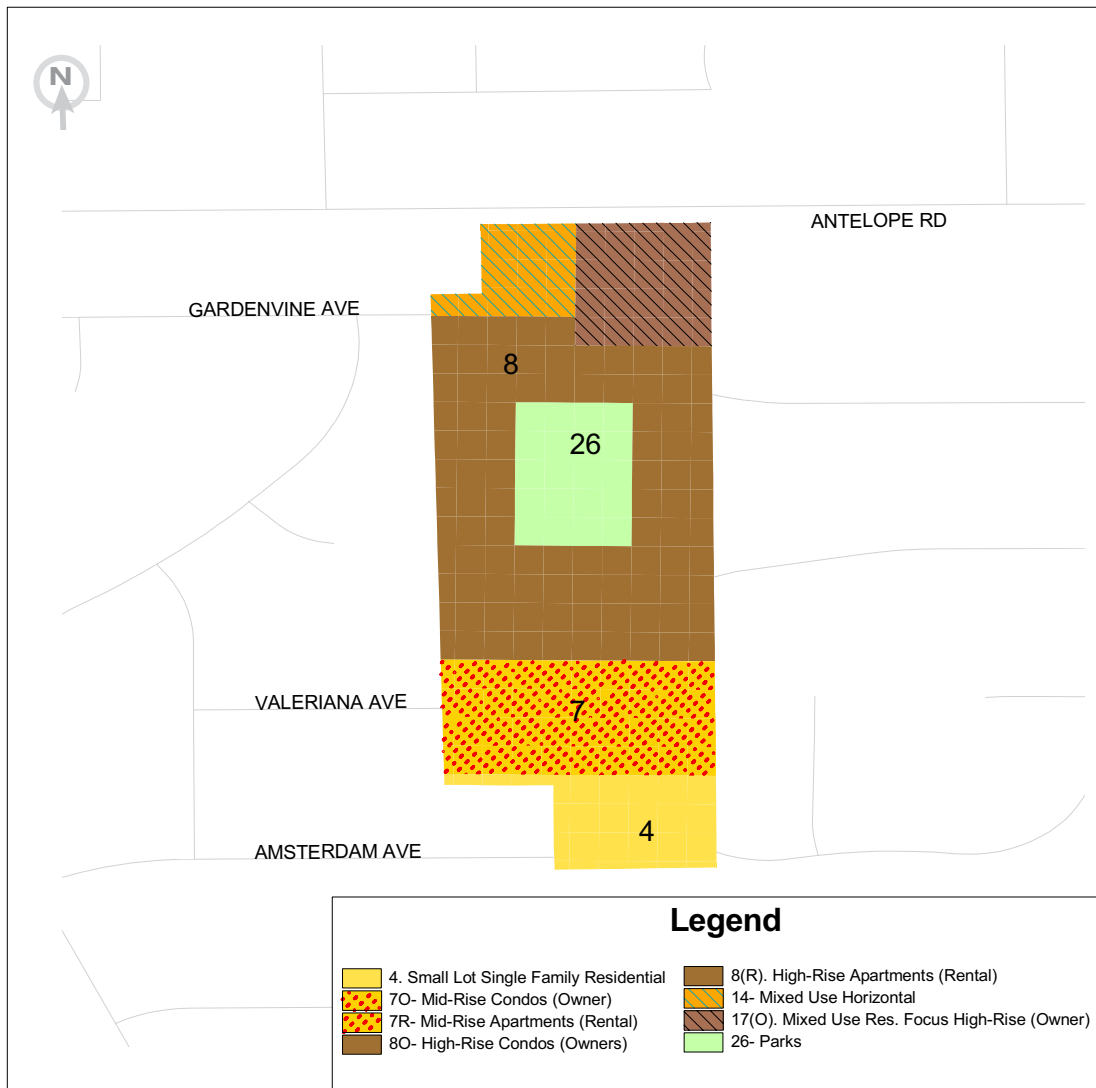 N
ANTELOPE RD
GARDENVINE AVE
8
26
VALERIANA AVE
7
4
AMSTERDAM AVE
Legend
4. Small Lot Single Family Residential
7O- Mid-Rise Condos (Owner)
7R- Mid-Rise Apartments (Rental)
8O- High-Rise Condos (Owners)
8(R). High-Rise Apartments (Rental)
14- Mixed Use Horizontal
17(O). Mixed Use Res. Focus High-Rise (Owner)
26- Parks